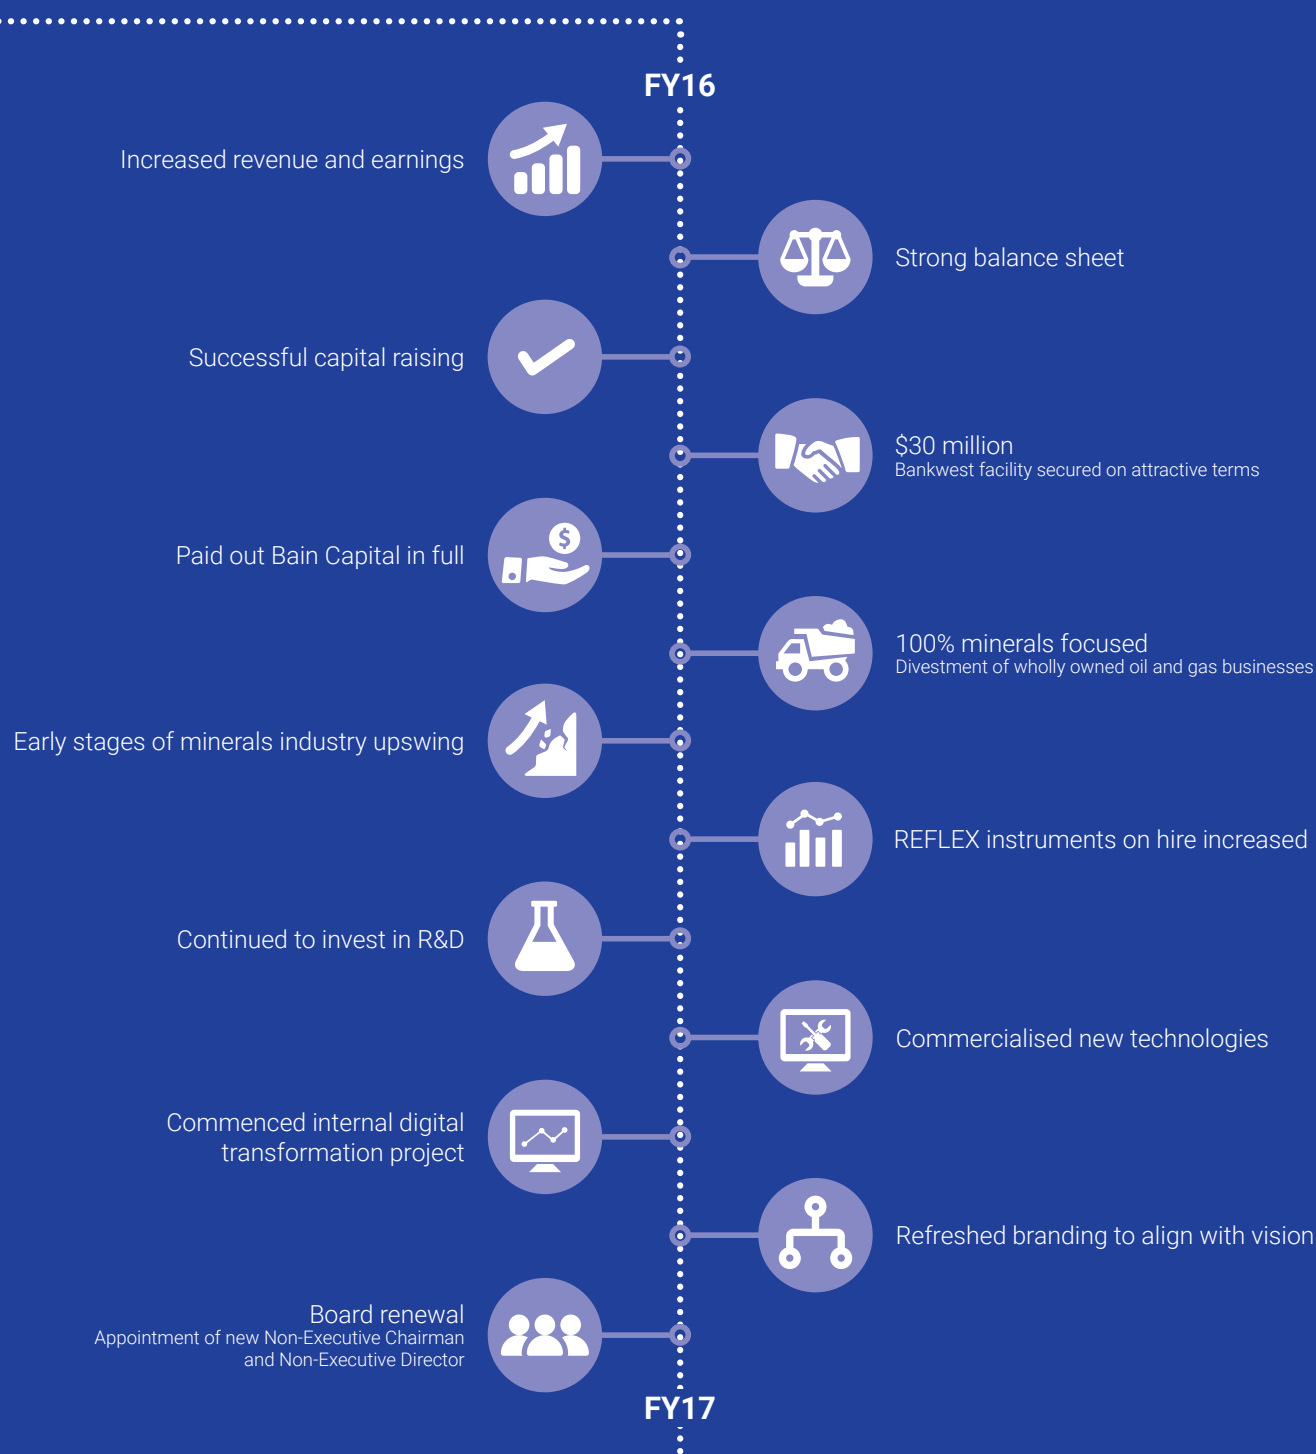 FY16
Increased revenue and earnings
Strong balance sheet
Successful capital raising
$30 million
Bankwest facility secured on attractive terms
Paid out Bain Capital in full
100% minerals focused
Divestment of wholly owned oil and gas businesses
Early stages of minerals industry upswing
REFLEX instruments on hire increased
Continued to invest in R&D
Commercialised new technologies
Commenced internal digital
transformation project
Refreshed branding to align with vision
Board renewal
Appointment of new Non-Executive Chairman
and Non-Executive Director
FY17